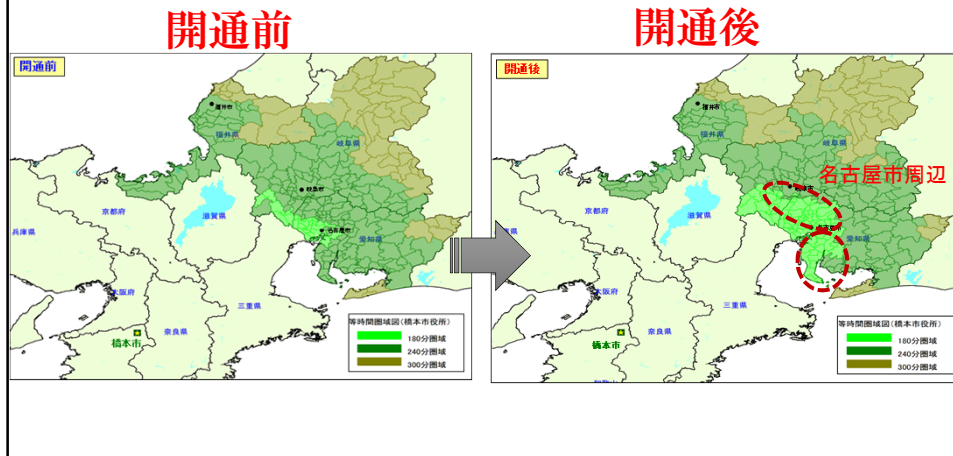 開通前
開通前
福井市
福井県
岐阜県
岐阜市
京都府
滋賀県
名古屋市
愛知県
兵庫県
大阪府
三重県
奈良県
橋本市
等時間圏域図(橋本市役所)
180分圏域
240分圏域
300分圏域
開通後
開通後
福井市
福井県
岐阜県
名古屋市周辺
京都府
滋賀県
愛知県
兵庫県
大阪府
三重県
奈良県
橋本市
等時間圏域図(橋本市役所)
180分圏域
240分圏域
300分圏域